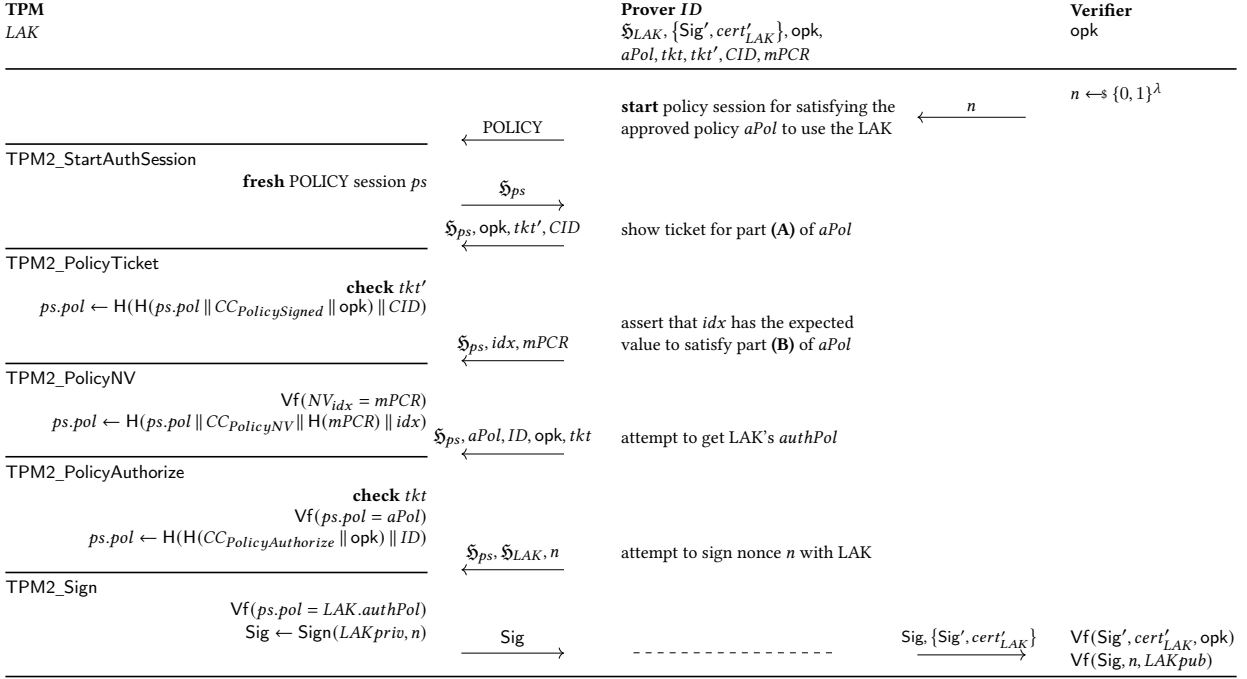 TPM Prover ID Verifier
LAK 𝔥LAK, {Sig′, cert′LAK}, opk, opk
aPol, tkt, tkt′, CID, mPCR
n ←$ {0, 1}^λ
start policy session for satisfying the n
approved policy aPol to use the LAK
POLICY
TPM2_StartAuthSession
fresh POLICY session ps
ℌps
ℌps, opk, tkt′, CID show ticket for part (A) of aPol
TPM2_PolicyTicket
check tkt′
ps.pol ← H(H(ps.pol || CC_PolicySigned || opk) || CID)
assert that idx has the expected
ℌps, idx, mPCR value to satisfy part (B) of aPol
TPM2_PolicyNV
Vf(NV_idx = mPCR)
ps.pol ← H(ps.pol || CC_PolicyNV || H(mPCR) || idx)
ℌps, aPol, ID, opk, tkt attempt to get LAK's authPol
TPM2_PolicyAuthorize
check tkt
Vf(ps.pol = aPol)
ps.pol ← H(H(CC_PolicyAuthorize || opk) || ID)
ℌps, ℌLAK, n attempt to sign nonce n with LAK
TPM2_Sign
Vf(ps.pol = LAK.authPol)
Sig ← Sign(LAKpriv, n) Sig Sig, {Sig′, cert′LAK} Vf(Sig′, cert′LAK, opk)
Vf(Sig, n, LAKpub)